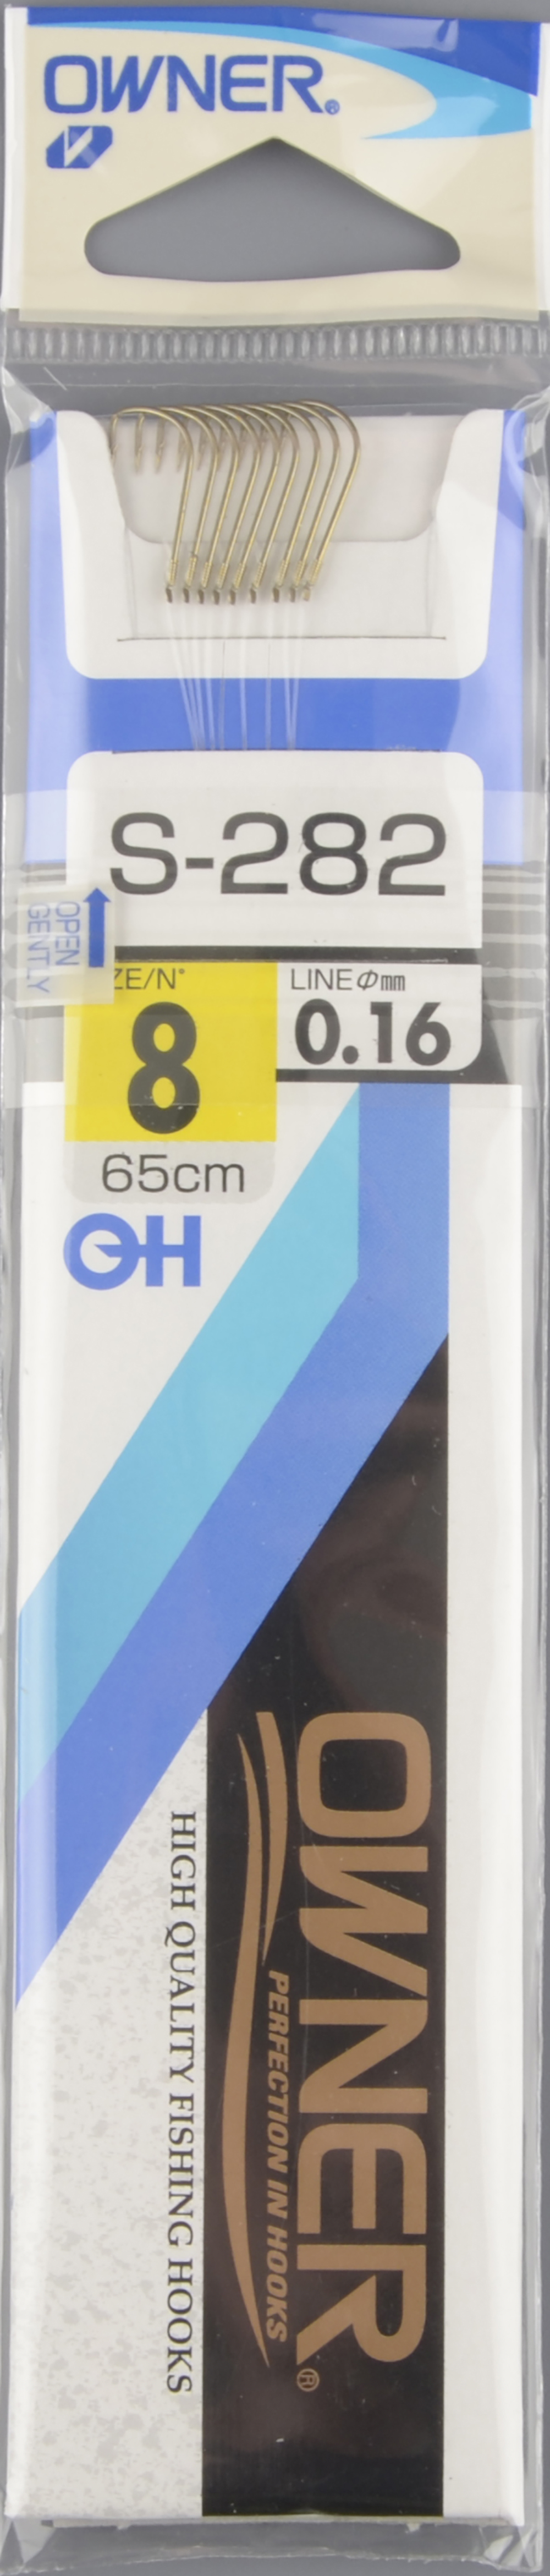 OWNER®
S-282
OPEN
GENTLY
ZE/N°
8
LINE Φ mm
0.16
65cm
OH
OWNER®
PERFECTION IN HOOKS
HIGH QUALITY FISHING HOOKS